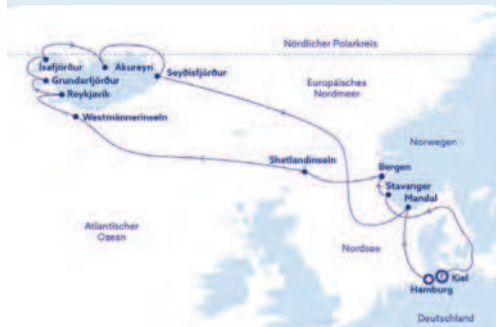 Nördlicher Polarkreis
Ísafjörður
Akureyri
Seyðisfjörður
Grundarfjörður
Reykjavik
Europäisches
Nordmeer
Westmännerinseln
Norwegen
Shetlandinseln
Bergen
Stavanger
Mandal
Atlantischer
Ozean
Nordsee
Kiel
Hamburg
Deutschland